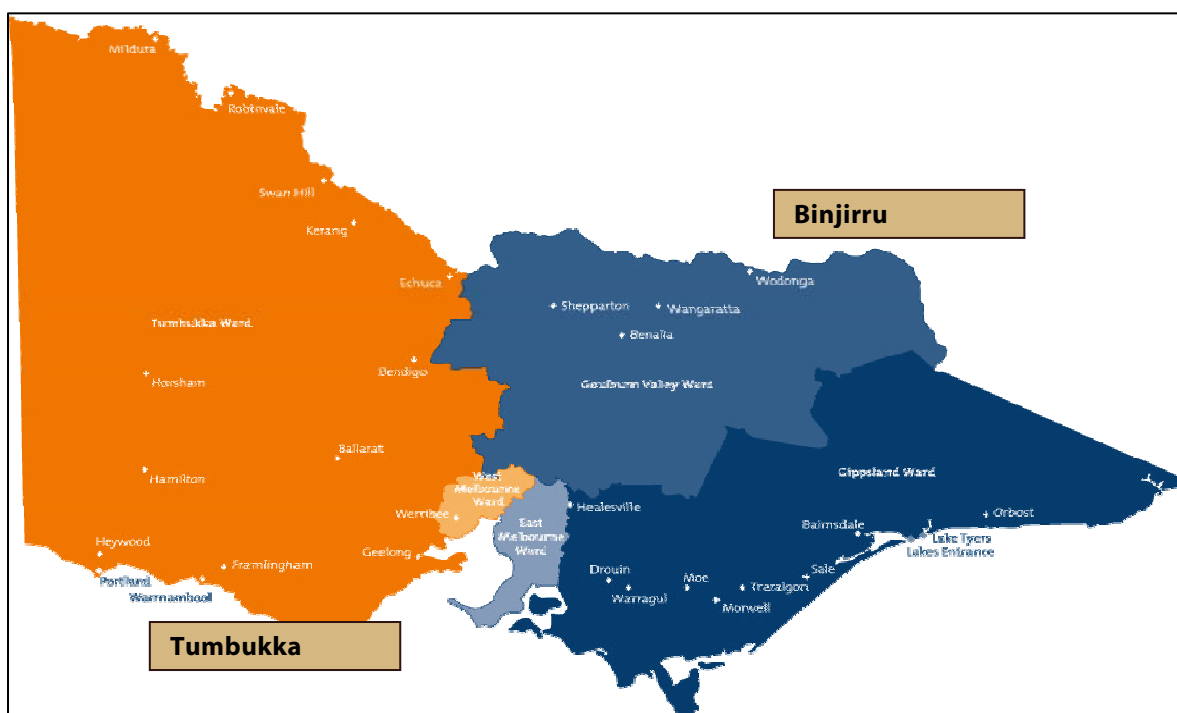 Mildura
Robinvale
Swan Hill
Kerang
Binjirru
Echuca
Wodonga
Shepparton
Wangaratta
Tumbukka Ward
Benalla
Bendigo
Horsham
Goulburn Valley Ward
Ballarat
Hamilton
West
Melbourne
Ward
Gippsland Ward
Healesville
Werribee
East
Melbourne
Ward
Orbost
Bairnsdale
Lake Tyers
Lakes Entrance
Heywood
Geelong
Framlingham
Portland
Warrnambool
Drouin
Warragul
Moe
Morwell
Traralgon
Sale
Tumbukka